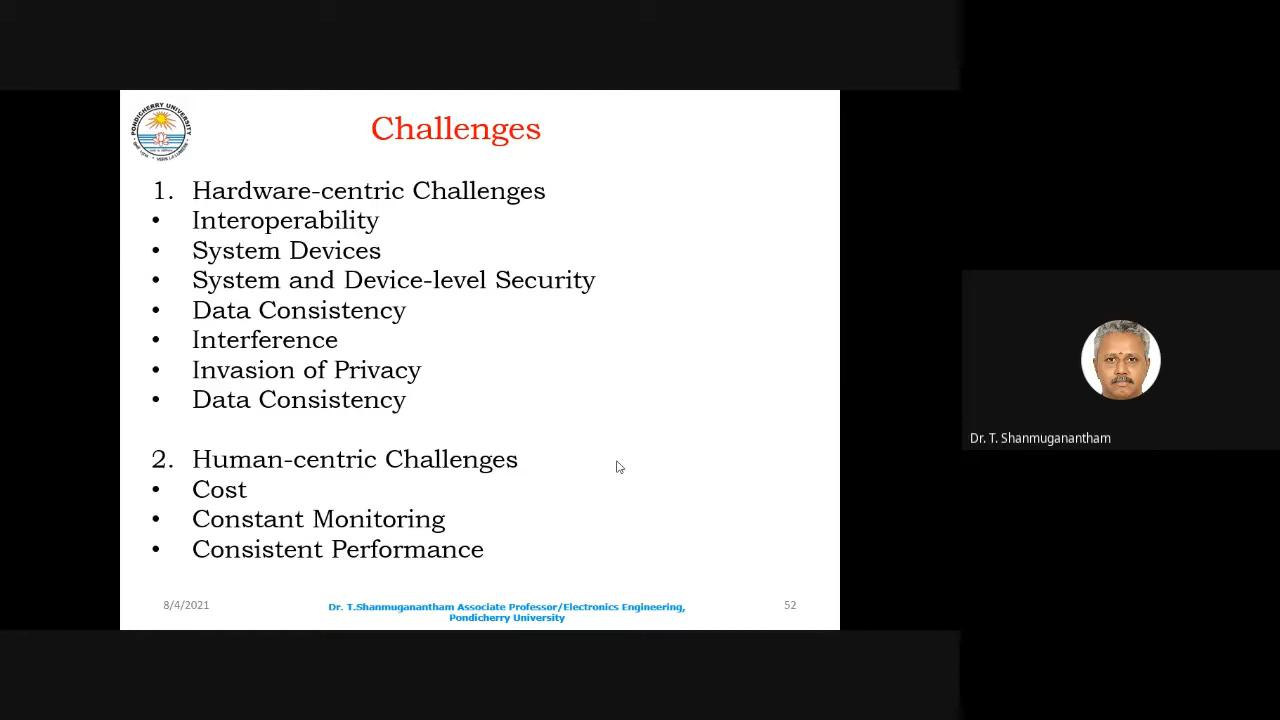 PONDICHERRY UNIVERSITY
Challenges
1. Hardware-centric Challenges
• Interoperability
• System Devices
• System and Device-level Security
• Data Consistency
• Interference
• Invasion of Privacy
• Data Consistency
2. Human-centric Challenges
• Cost
• Constant Monitoring
• Consistent Performance
8/4/2021
Dr. T.Shanmuganantham Associate Professor/Electronics Engineering,
Pondicherry University
52
Dr. T. Shanmuganantham